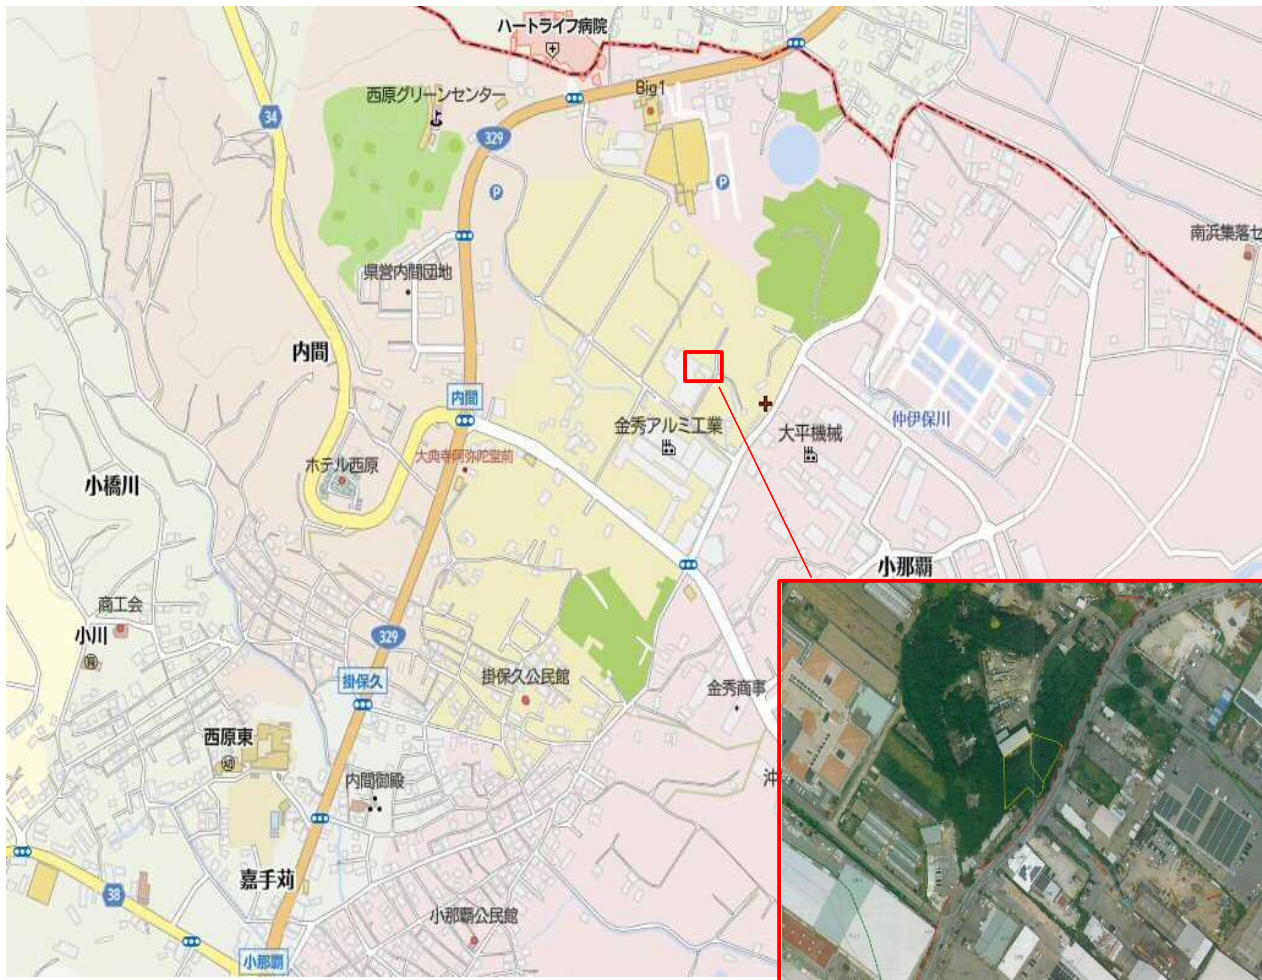 ハートライフ病院
Big1
西原グリーンセンター
34
329
P
P
南浜集落セ
県営内間団地
内間
内間
仲伊保川
金秀アルミ工業
大平機械
大典寺阿弥陀堂前
ホテル西原
小橋川
小那覇
商工会
小川
329
掛保久
掛保久公民館
金秀商事
西原東
幼
内間御殿
沖
嘉手苅
38
小那覇公民館
小那覇